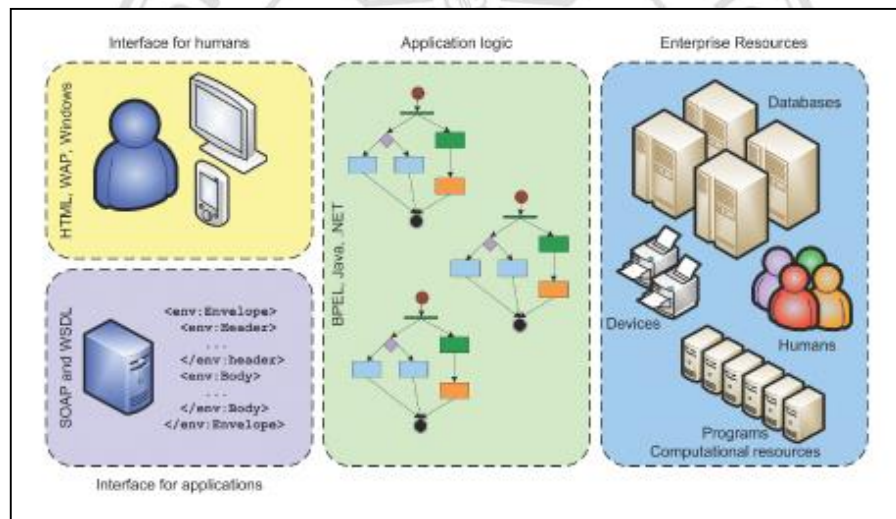 Interface for humans
Application logic
Enterprise Resources
HTML, WAP, Windows
SOAP and WSDL
<env:Envelope>
<env:Header>
...
</env:header>
<env:Body>
...
</env:Body>
</env:Envelope>
Interface for applications
BPEL, Java, .NET
Databases
Devices
Humans
Programs
Computational resources